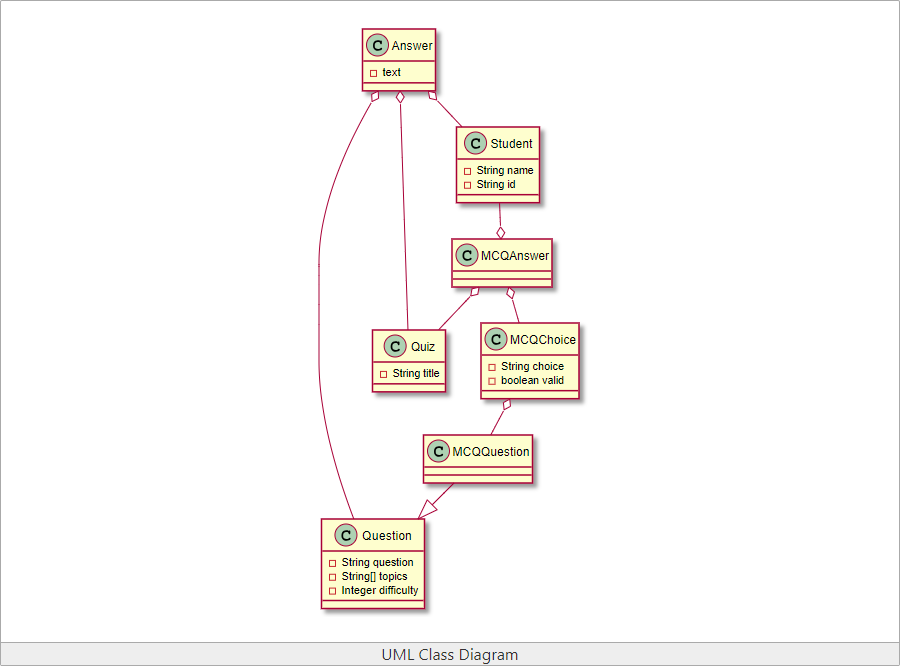 C Answer
text
C Student
String name
String id
C MCQAnswer
C Quiz
String title
C MCQChoice
String choice
boolean valid
C MCQQuestion
C Question
String question
String[] topics
Integer difficulty
UML Class Diagram